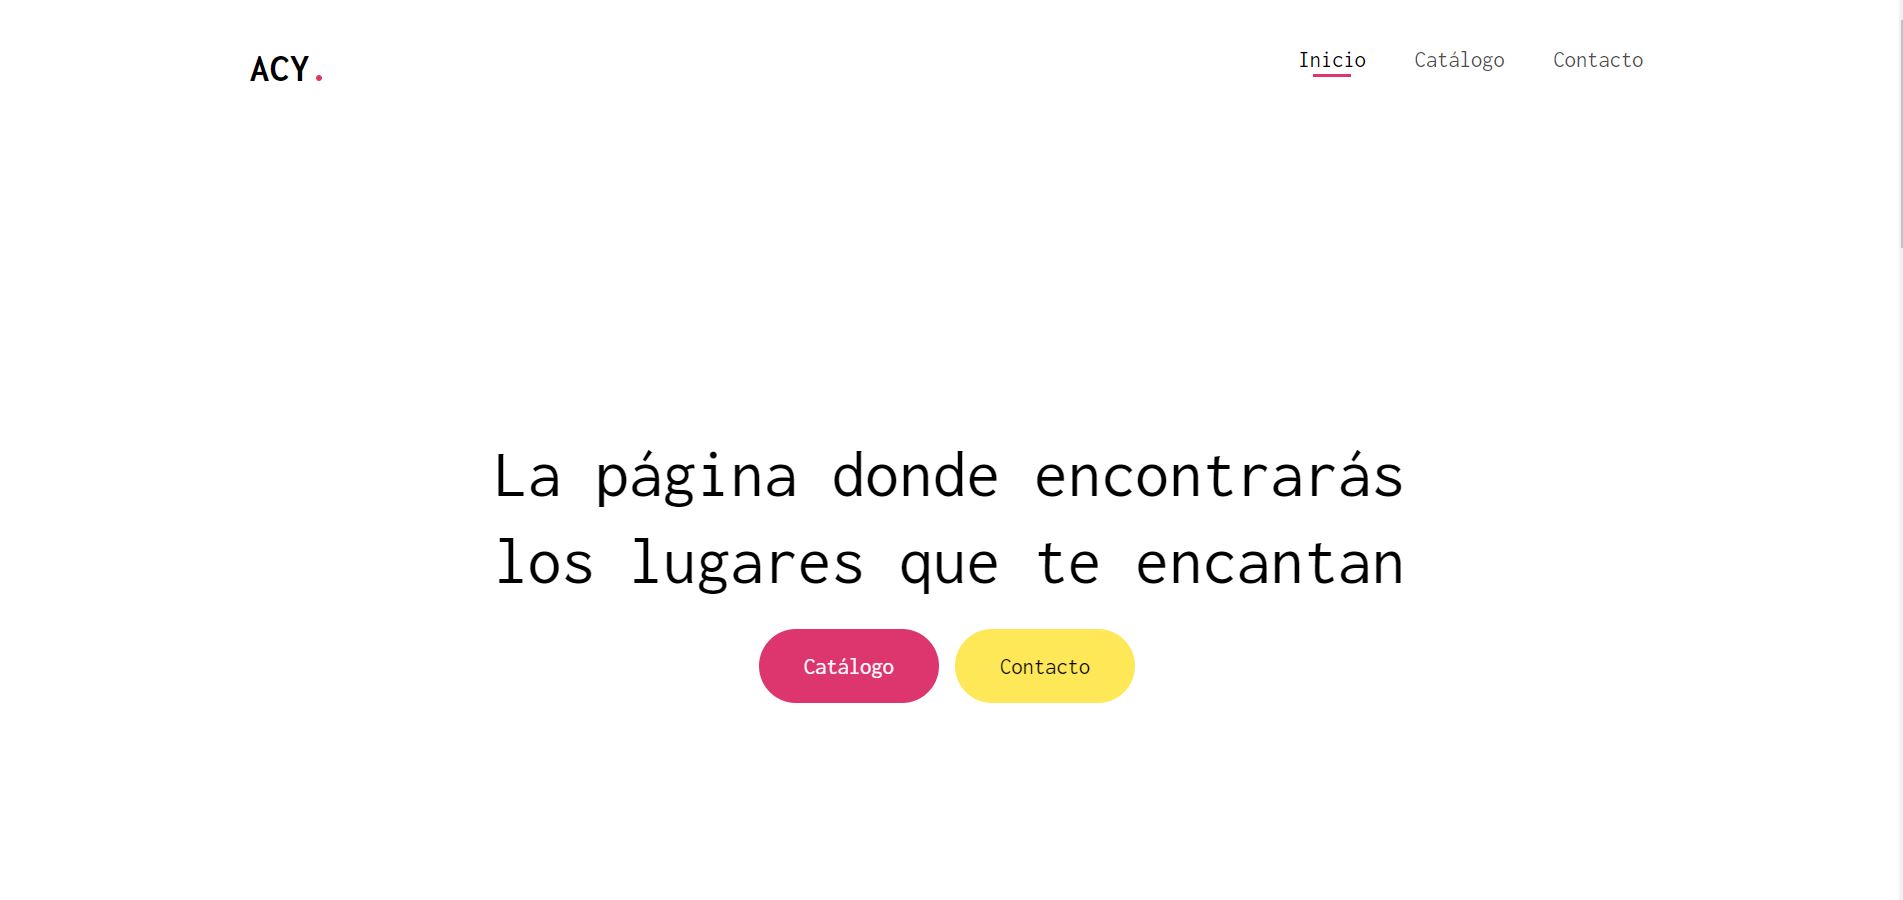 ACY.
Inicio Catálogo Contacto
La página donde encontrarás
los lugares que te encantan
Catálogo Contacto